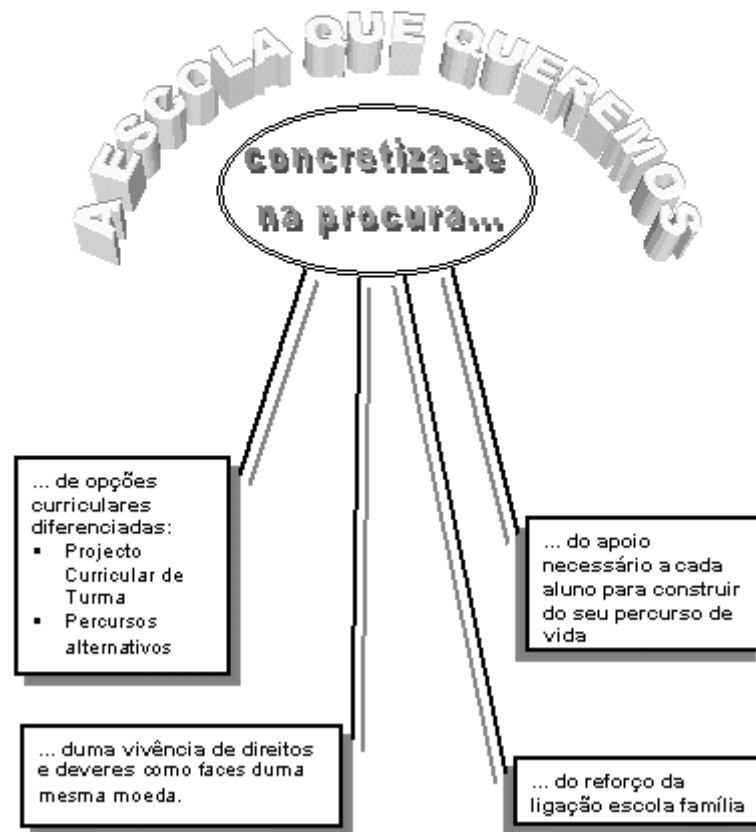 A ESCOLA QUE QUEREMOS
concretiza-se
na procura...
... de opções
curriculares
diferenciadas:
▪ Projecto
Curricular de
Turma
▪ Percursos
alternativos
... do apoio
necessário a cada
aluno para construir
do seu percurso de
vida
... duma vivência de direitos
e deveres como faces duma
mesma moeda.
... do reforço da
ligação escola família